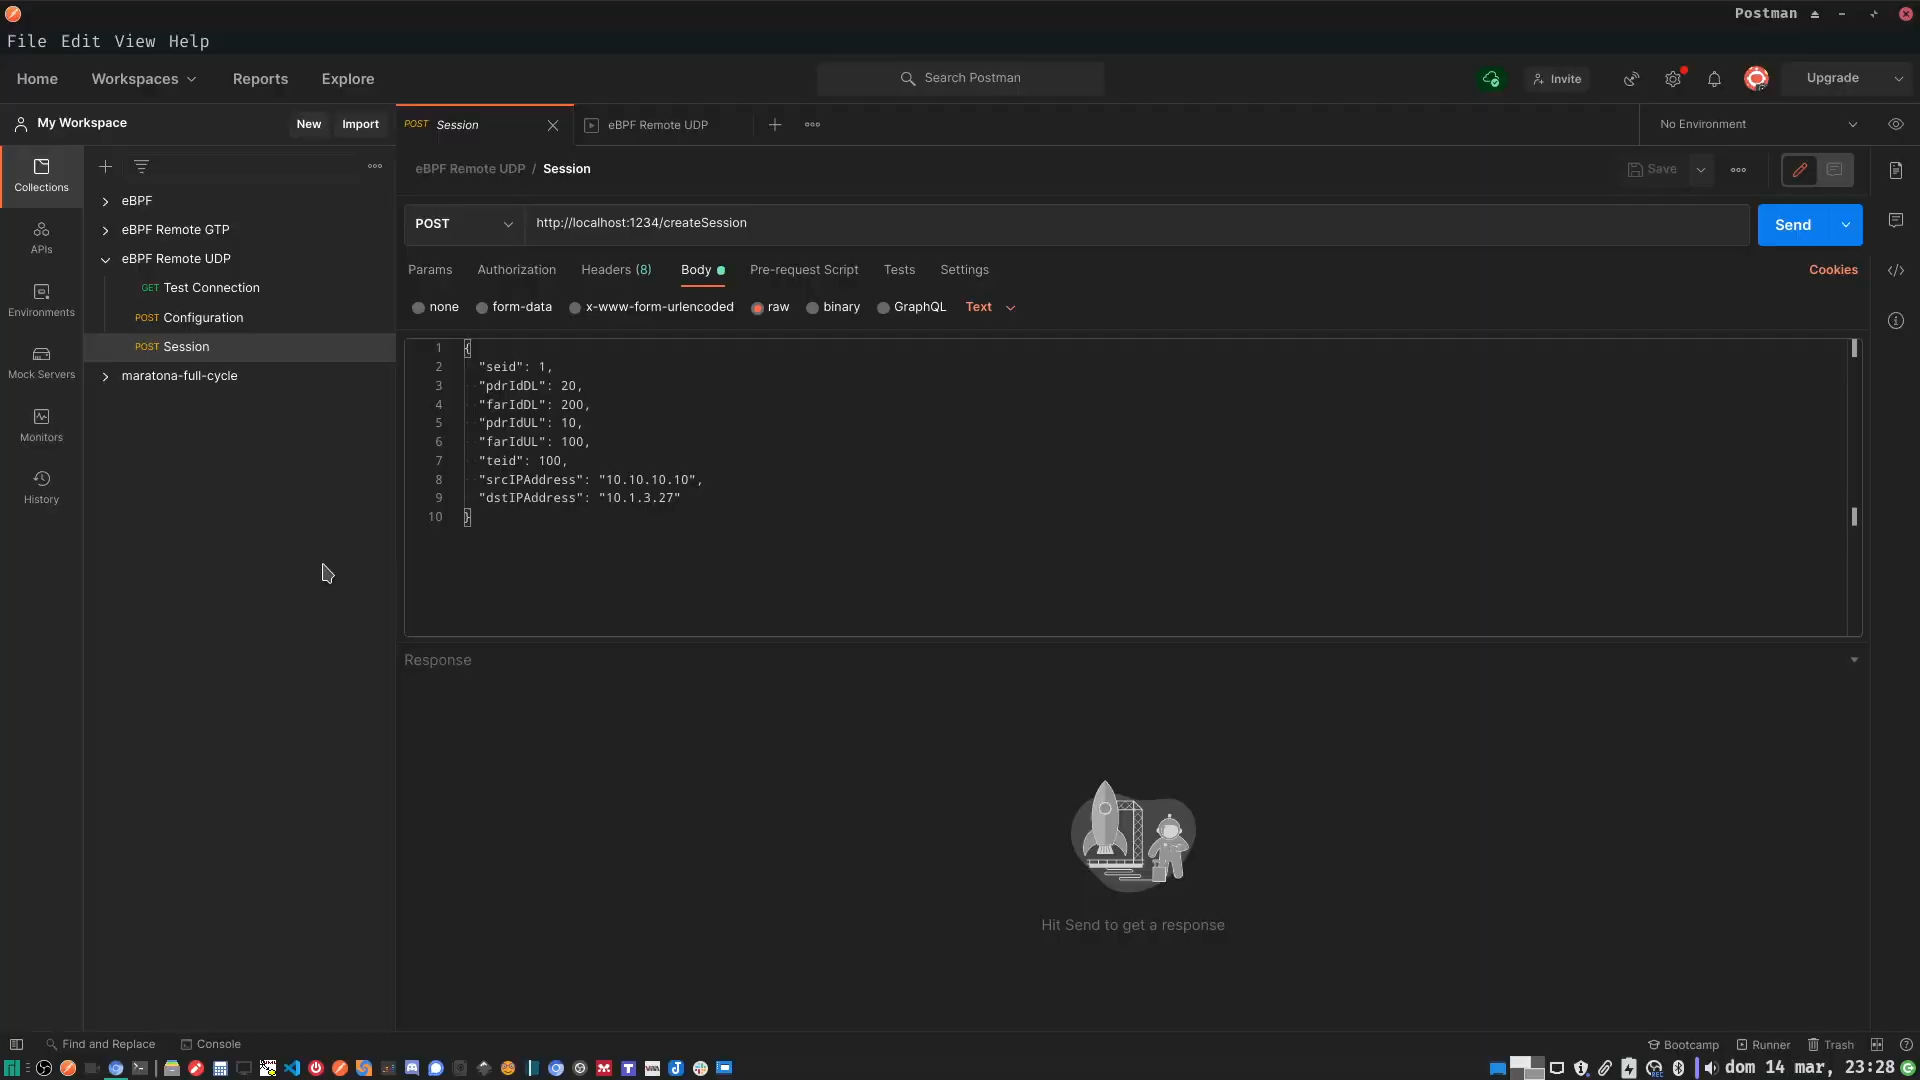 Postman
File Edit View Help
Home Workspaces Reports Explore
Search Postman
Invite
Upgrade
My Workspace
New Import
POST Session
eBPF Remote UDP
No Environment
Collections
APIs
Environments
Mock Servers
Monitors
History
eBPF
eBPF Remote GTP
eBPF Remote UDP
GET Test Connection
POST Configuration
POST Session
maratona-full-cycle
eBPF Remote UDP / Session
Save
POST
http://localhost:1234/createSession
Send
Params Authorization Headers (8) Body Pre-request Script Tests Settings
Cookies
none form-data x-www-form-urlencoded raw binary GraphQL Text
1 {
2 "seid": 1,
3 "pdrIdDL": 20,
4 "farIdDL": 200,
5 "pdrIdUL": 10,
6 "farIdUL": 100,
7 "teid": 100,
8 "srcIPAddress": "10.10.10.10",
9 "dstIPAddress": "10.1.3.27"
10 }
Response
Hit Send to get a response
Find and Replace Console
Bootcamp Runner Trash
dom 14 mar, 23:28